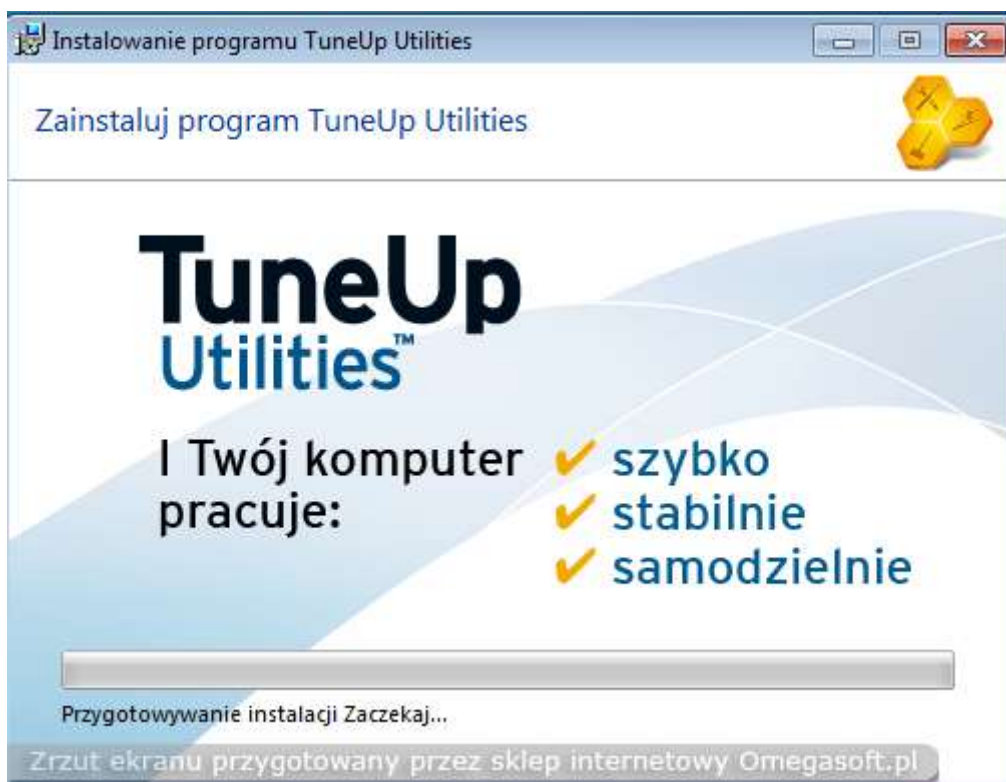 Instalowanie programu TuneUp Utilities
Zainstaluj program TuneUp Utilities
TuneUp
Utilities™
I Twój komputer
pracuje:
✔ szybko
✔ stabilnie
✔ samodzielnie
Przygotowywanie instalacji Zaczekaj...
Zrzut ekranu przygotowany przez sklep internetowy Omegasoft.pl